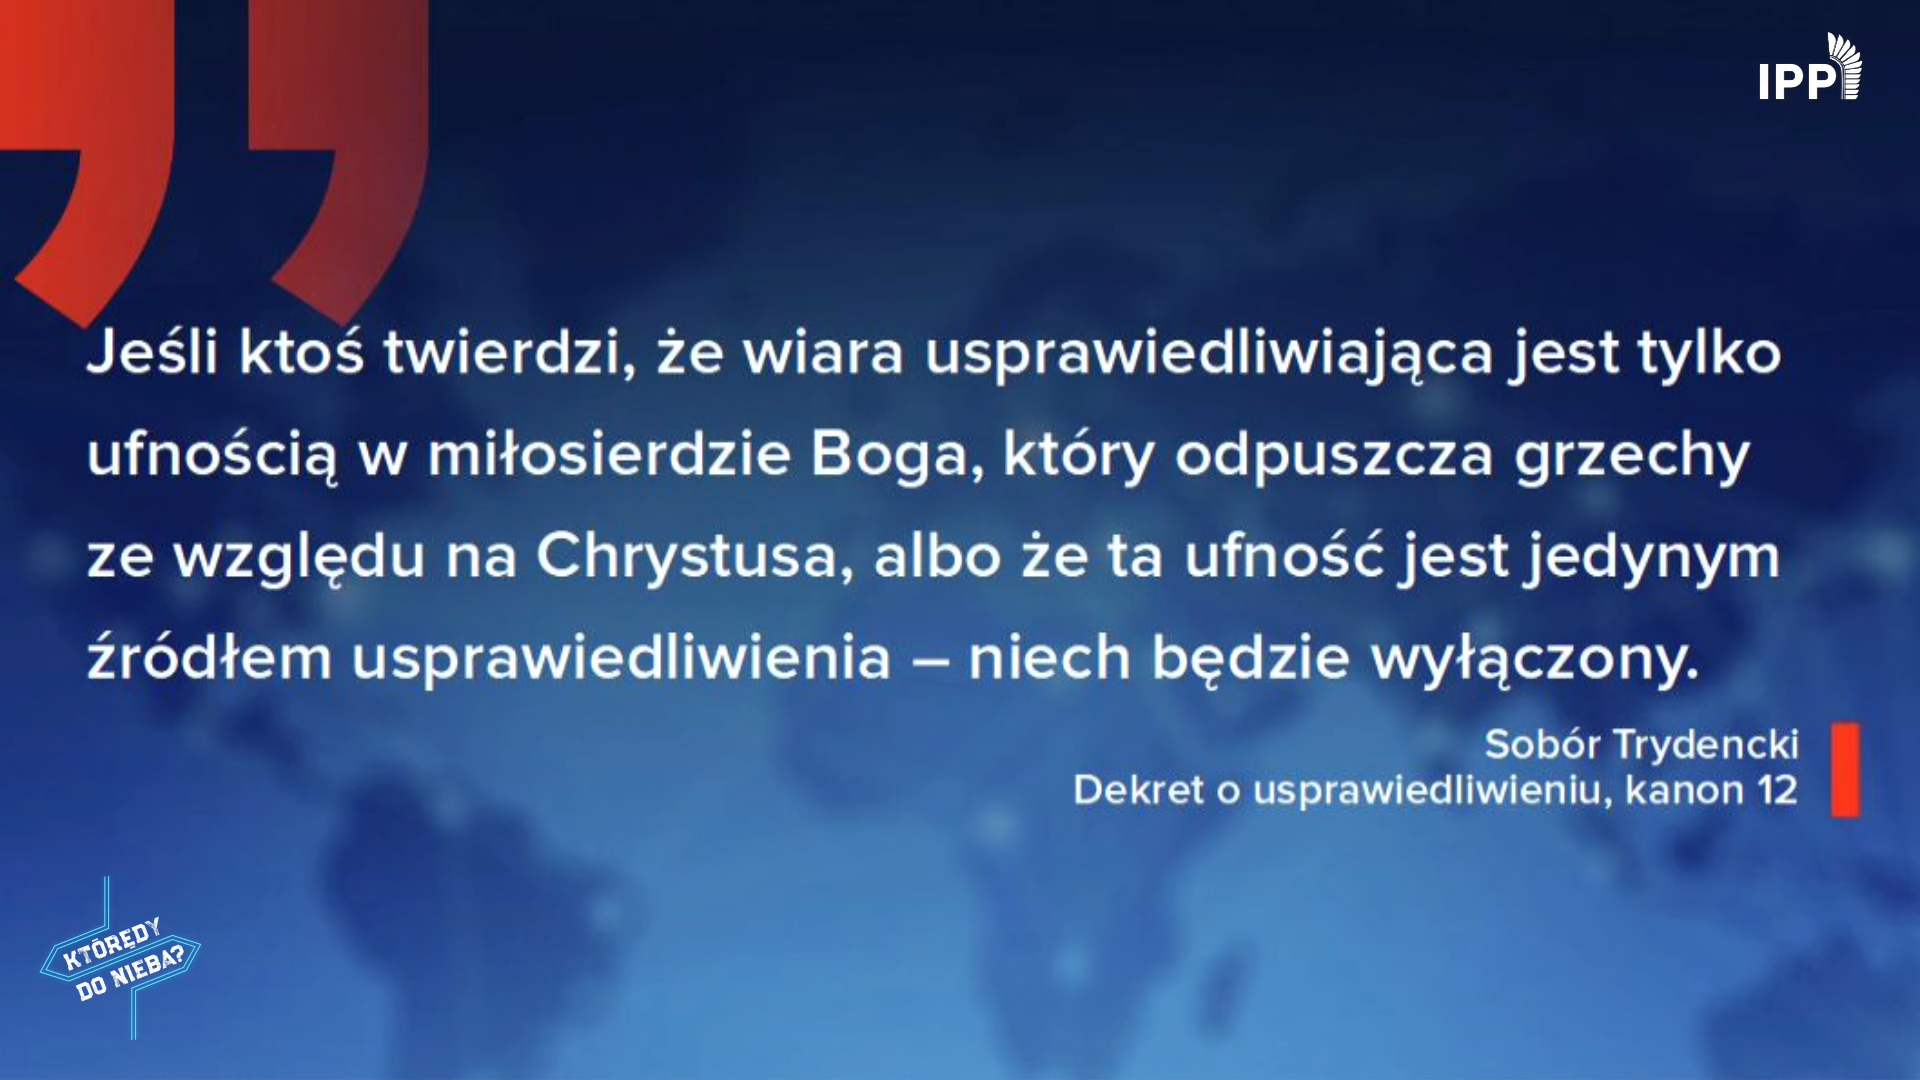 IPP
Jeśli ktoś twierdzi, że wiara usprawiedliwiająca jest tylko
ufnością w miłosierdzie Boga, który odpuszcza grzechy
ze względu na Chrystusa, albo że ta ufność jest jedynym
źródłem usprawiedliwienia – niech będzie wyłączony.
Sobór Trydencki
Dekret o usprawiedliwieniu, kanon 12
KTÓRĘDY
DO NIEBA?